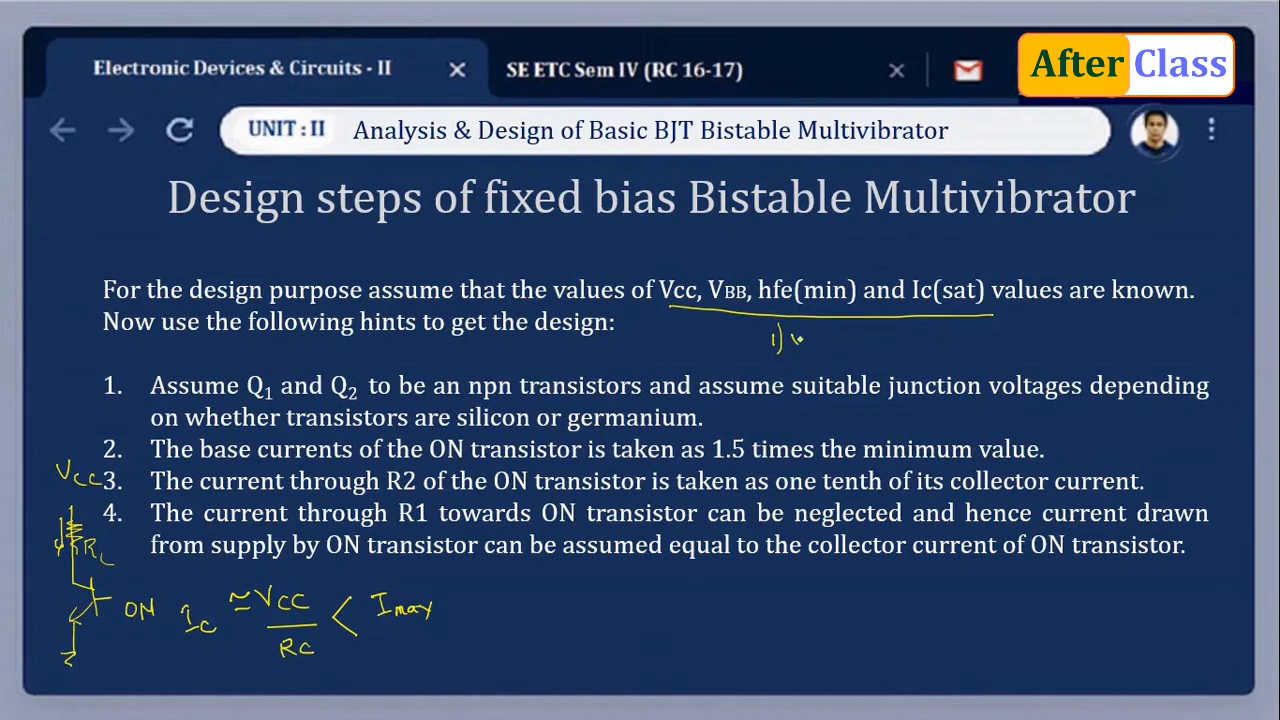 Electronic Devices & Circuits - II
SE ETC Sem IV (RC 16-17)
After Class
UNIT : II Analysis & Design of Basic BJT Bistable Multivibrator
Design steps of fixed bias Bistable Multivibrator
For the design purpose assume that the values of Vcc, VBB, hfe(min) and Ic(sat) values are known.
Now use the following hints to get the design:
1)
1. Assume Q1 and Q2 to be an npn transistors and assume suitable junction voltages depending
on whether transistors are silicon or germanium.
2. The base currents of the ON transistor is taken as 1.5 times the minimum value.
VCC
3. The current through R2 of the ON transistor is taken as one tenth of its collector current.
4. The current through R1 towards ON transistor can be neglected and hence current drawn
from supply by ON transistor can be assumed equal to the collector current of ON transistor.
RC
ON IC ≅ VCC / RC < Imax